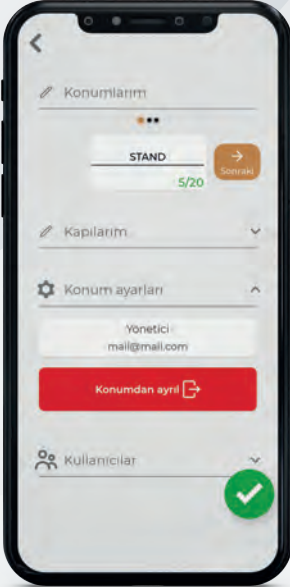 Konumlarım
STAND
5/20
Sonraki
Kapılarım
Konum ayarları
Yönetici
mail@mail.com
Konumdan ayrıl
Kullanıcılar